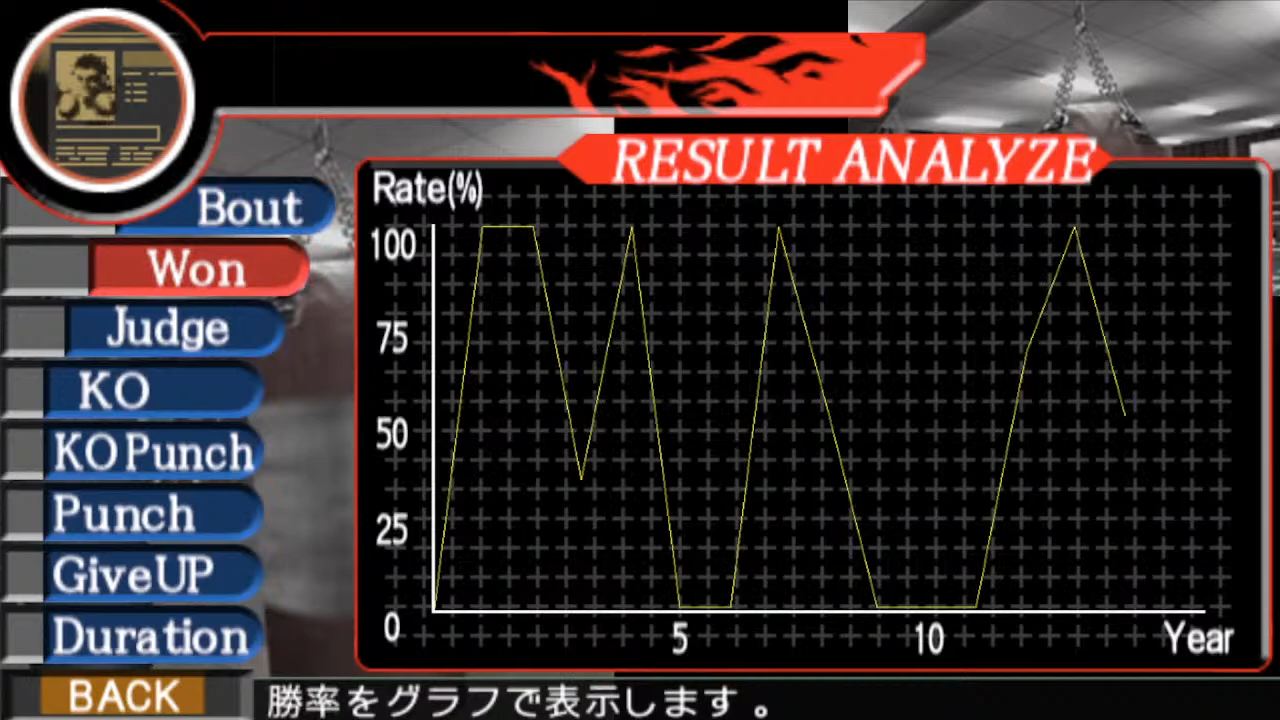 RESULT ANALYZE
Rate(%)
100
75
50
25
0
5
10
Year
Bout
Won
Judge
KO
KO Punch
Punch
GiveUP
Duration
BACK
勝率をグラフで表示します。